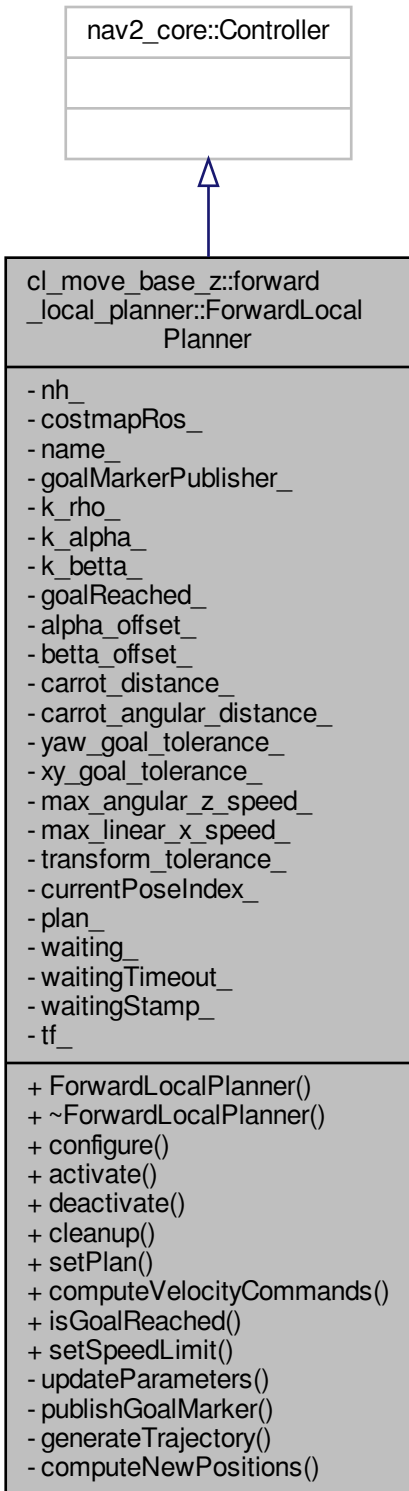 nav2_core::Controller
cl_move_base_z::forward
_local_planner::ForwardLocal
Planner
- nh_
- costmapRos_
- name_
- goalMarkerPublisher_
- k_rho_
- k_alpha_
- k_betta_
- goalReached_
- alpha_offset_
- betta_offset_
- carrot_distance_
- carrot_angular_distance_
- yaw_goal_tolerance_
- xy_goal_tolerance_
- max_angular_z_speed_
- max_linear_x_speed_
- transform_tolerance_
- currentPoseIndex_
- plan_
- waiting_
- waitingTimeout_
- waitingStamp_
- tf_
+ ForwardLocalPlanner()
+ ~ForwardLocalPlanner()
+ configure()
+ activate()
+ deactivate()
+ cleanup()
+ setPlan()
+ computeVelocityCommands()
+ isGoalReached()
+ setSpeedLimit()
- updateParameters()
- publishGoalMarker()
- generateTrajectory()
- computeNewPositions()